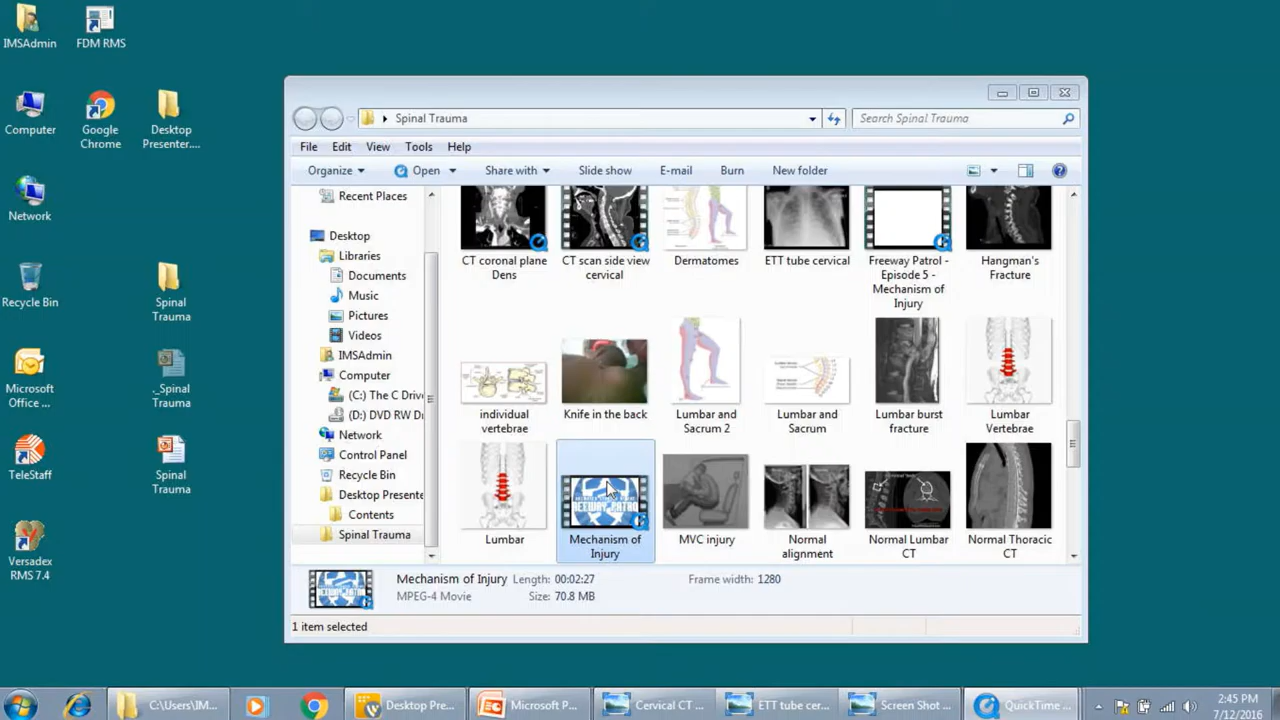 IMSAdmin
FDM RMS
Computer
Google
Chrome
Desktop
Presenter....
Network
Recycle Bin
Spinal
Trauma
Microsoft
Office ...
._Spinal
Trauma
TeleStaff
Spinal
Trauma
Versadex
RMS 7.4
Spinal Trauma
Search Spinal Trauma
File Edit View Tools Help
Organize Open Share with Slide show E-mail Burn New folder
Recent Places
Desktop
Libraries
Documents
Music
Pictures
Videos
IMSAdmin
Computer
(C:) The C Driv
(D:) DVD RW Dr
Network
Control Panel
Recycle Bin
Desktop Presente
Contents
Spinal Trauma
CT coronal plane
Dens
CT scan side view
cervical
Dermatomes
ETT tube cervical
Freeway Patrol -
Episode 5 -
Mechanism of
Injury
Hangman's
Fracture
individual
vertebrae
Knife in the back
Lumbar and
Sacrum 2
Lumbar and
Sacrum
Lumbar burst
fracture
Lumbar
Vertebrae
Lumbar
Mechanism of
Injury
MVC injury
Normal
alignment
Normal Lumbar
CT
Normal Thoracic
CT
Mechanism of Injury Length: 00:02:27 Frame width: 1280
MPEG-4 Movie Size: 70.8 MB
1 item selected
C:\Users\IM...
Desktop Pre...
Microsoft P...
Cervical CT ...
ETT tube cer...
Screen Shot ...
QuickTime ...
2:45 PM
7/12/2016